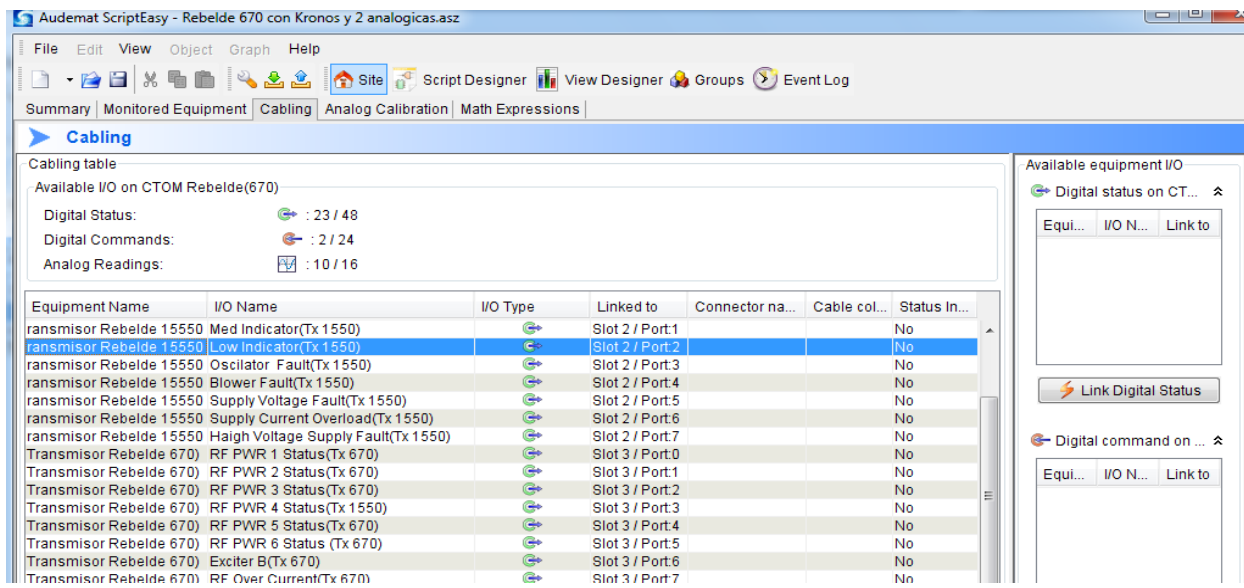 Audemat ScriptEasy - Rebelde 670 con Kronos y 2 analogicas.asz
File Edit View Object Graph Help
Site Script Designer View Designer Groups Event Log
Summary Monitored Equipment Cabling Analog Calibration Math Expressions
Cabling
Cabling table
Available I/O on CTOM Rebelde(670)
Digital Status: : 23 / 48
Digital Commands: : 2 / 24
Analog Readings: : 10 / 16
Equipment Name I/O Name I/O Type Linked to Connector na... Cable col... Status In...
ransmisor Rebelde 15550 Med Indicator(Tx 1550) Slot 2 / Port:1 No
ransmisor Rebelde 15550 Low Indicator(Tx 1550) Slot 2 / Port:2 No
ransmisor Rebelde 15550 Oscilator Fault(Tx 1550) Slot 2 / Port:3 No
ransmisor Rebelde 15550 Blower Fault(Tx 1550) Slot 2 / Port:4 No
ransmisor Rebelde 15550 Supply Voltage Fault(Tx 1550) Slot 2 / Port:5 No
ransmisor Rebelde 15550 Supply Current Overload(Tx 1550) Slot 2 / Port:6 No
ransmisor Rebelde 15550 Haigh Voltage Supply Fault(Tx 1550) Slot 2 / Port:7 No
Transmisor Rebelde 670) RF PWR 1 Status(Tx 670) Slot 3 / Port:0 No
Transmisor Rebelde 670) RF PWR 2 Status(Tx 670) Slot 3 / Port:1 No
Transmisor Rebelde 670) RF PWR 3 Status(Tx 670) Slot 3 / Port:2 No
Transmisor Rebelde 670) RF PWR 4 Status(Tx 1550) Slot 3 / Port:3 No
Transmisor Rebelde 670) RF PWR 5 Status(Tx 670) Slot 3 / Port:4 No
Transmisor Rebelde 670) RF PWR 6 Status (Tx 670) Slot 3 / Port:5 No
Transmisor Rebelde 670) Exciter B(Tx 670) Slot 3 / Port:6 No
Transmisor Rebelde 670) RF Over Current(Tx 670) Slot 3 / Port:7 No
Available equipment I/O
Digital status on CT...
Equi... I/O N... Link to
Link Digital Status
Digital command on ...
Equi... I/O N... Link to